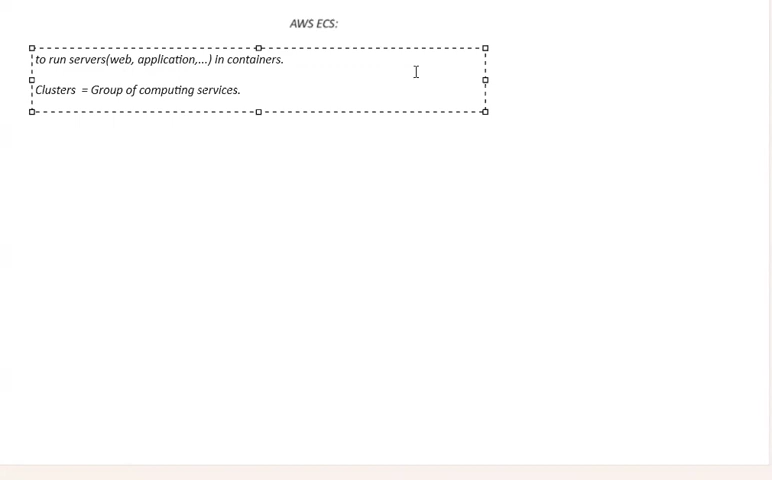 AWS ECS:
to run servers(web, application,...) in containers.
Clusters  = Group of computing services.